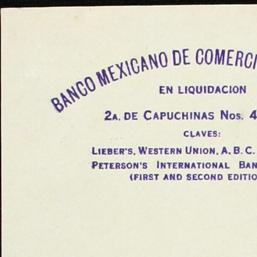 BANCO MEXICANO DE COMERCI
EN LIQUIDACION
2A. DE CAPUCHINAS NOS. 4
CLAVES:
LIEBER'S, WESTERN UNION, A. B. C.
PETERSON'S INTERNATIONAL BAN
(FIRST AND SECOND EDITIO